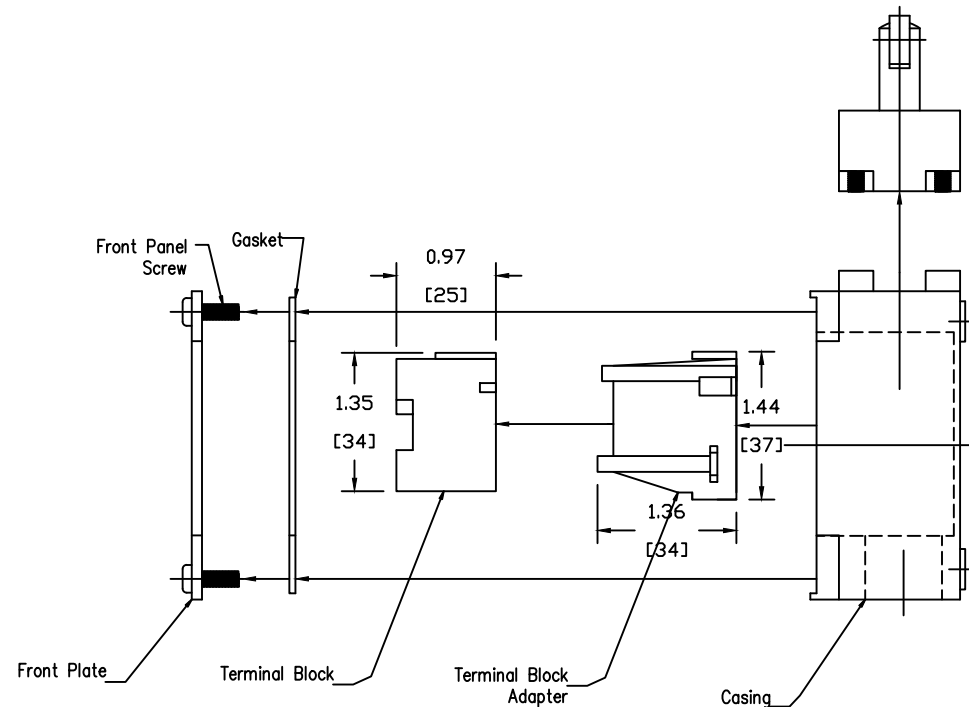 Front Panel
Screw
Gasket
0.97
[25]
1.35
[34]
1.44
[37]
1.36
[34]
Front Plate
Terminal Block
Terminal Block
Adapter
Casing